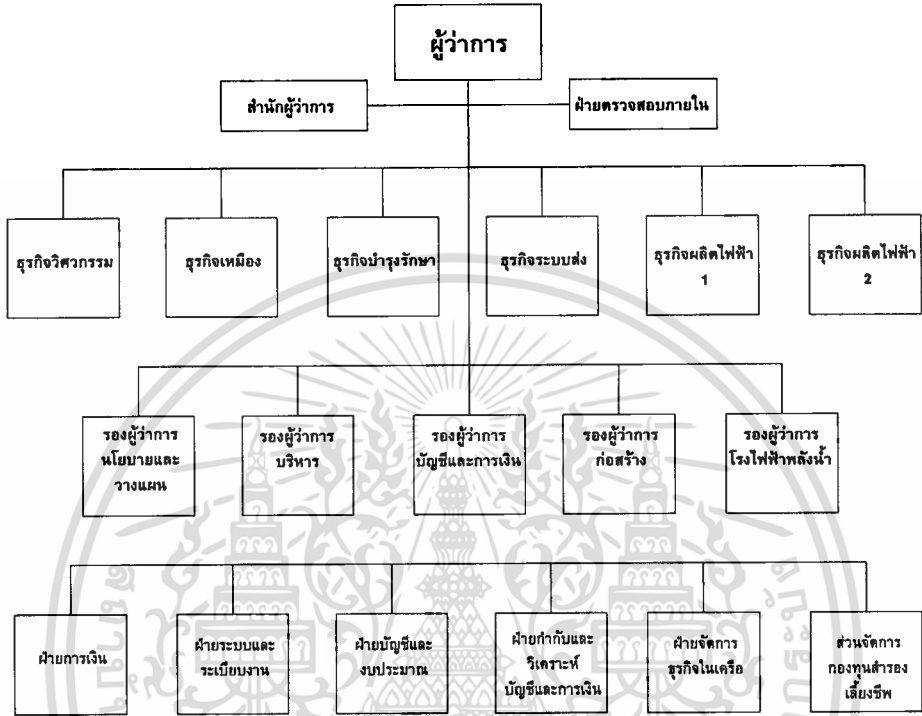 ผู้ว่าการ
สำนักผู้ว่าการ
ฝ่ายตรวจสอบภายใน
ธุรกิจวิศวกรรม
ธุรกิจเหมือง
ธุรกิจบำรุงรักษา
ธุรกิจระบบส่ง
ธุรกิจผลิตไฟฟ้า
1
ธุรกิจผลิตไฟฟ้า
2
รองผู้ว่าการ
นโยบายและ
วางแผน
รองผู้ว่าการ
บริหาร
รองผู้ว่าการ
บัญชีและการเงิน
รองผู้ว่าการ
ก่อสร้าง
รองผู้ว่าการ
โรงไฟฟ้าพลังน้ำ
ฝ่ายการเงิน
ฝ่ายระบบและ
ระเบียบงาน
ฝ่ายบัญชีและ
งบประมาณ
ฝ่ายกำกับและ
วิเคราะห์
บัญชีและการเงิน
ฝ่ายจัดการ
ธุรกิจในเครือ
ส่วนจัดการ
กองทุนสำรอง
เลี้ยงชีพ